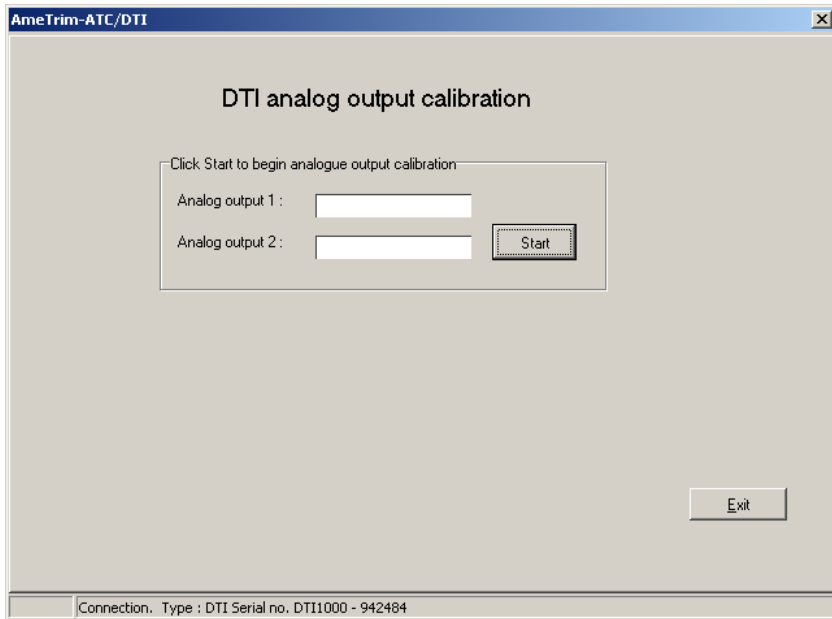 AmeTrim-ATC/DTI
DTI analog output calibration
Click Start to begin analogue output calibration
Analog output 1 :
Analog output 2 :
Start
Exit
Connection. Type : DTI Serial no. DTI1000 - 942484